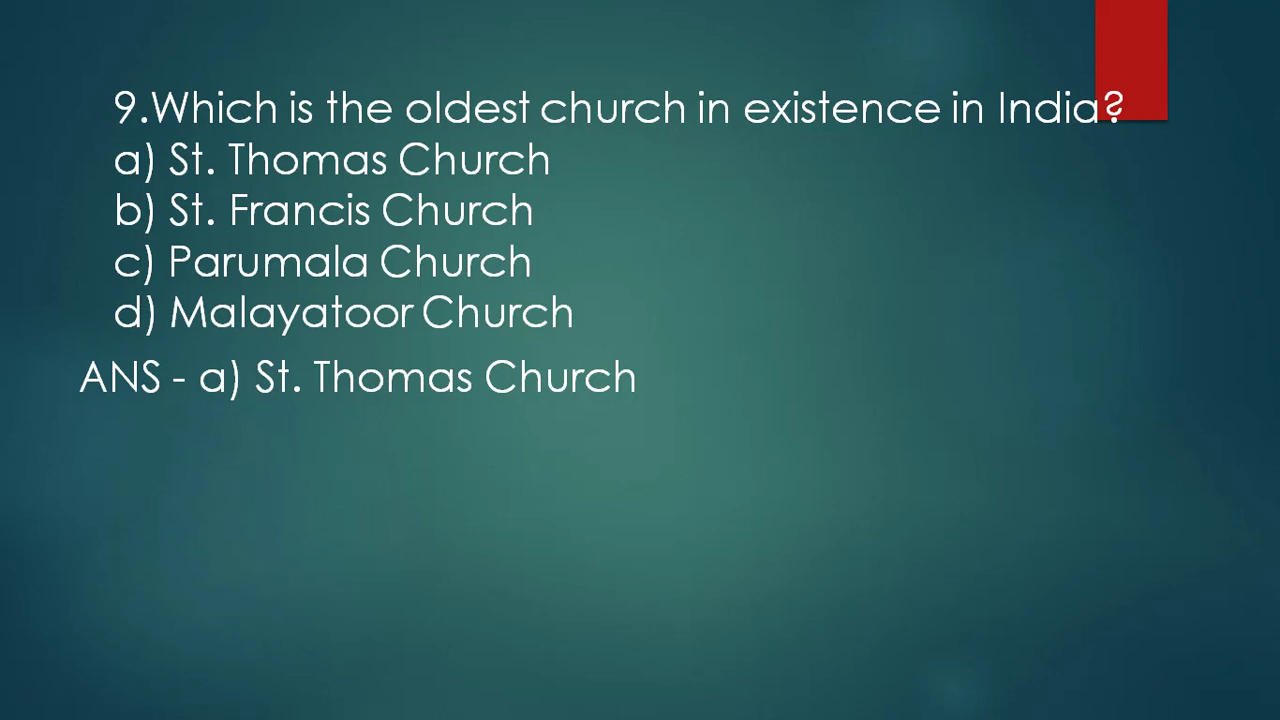 9.Which is the oldest church in existence in India?
a) St. Thomas Church
b) St. Francis Church
c) Parumala Church
d) Malayatoor Church
ANS - a) St. Thomas Church